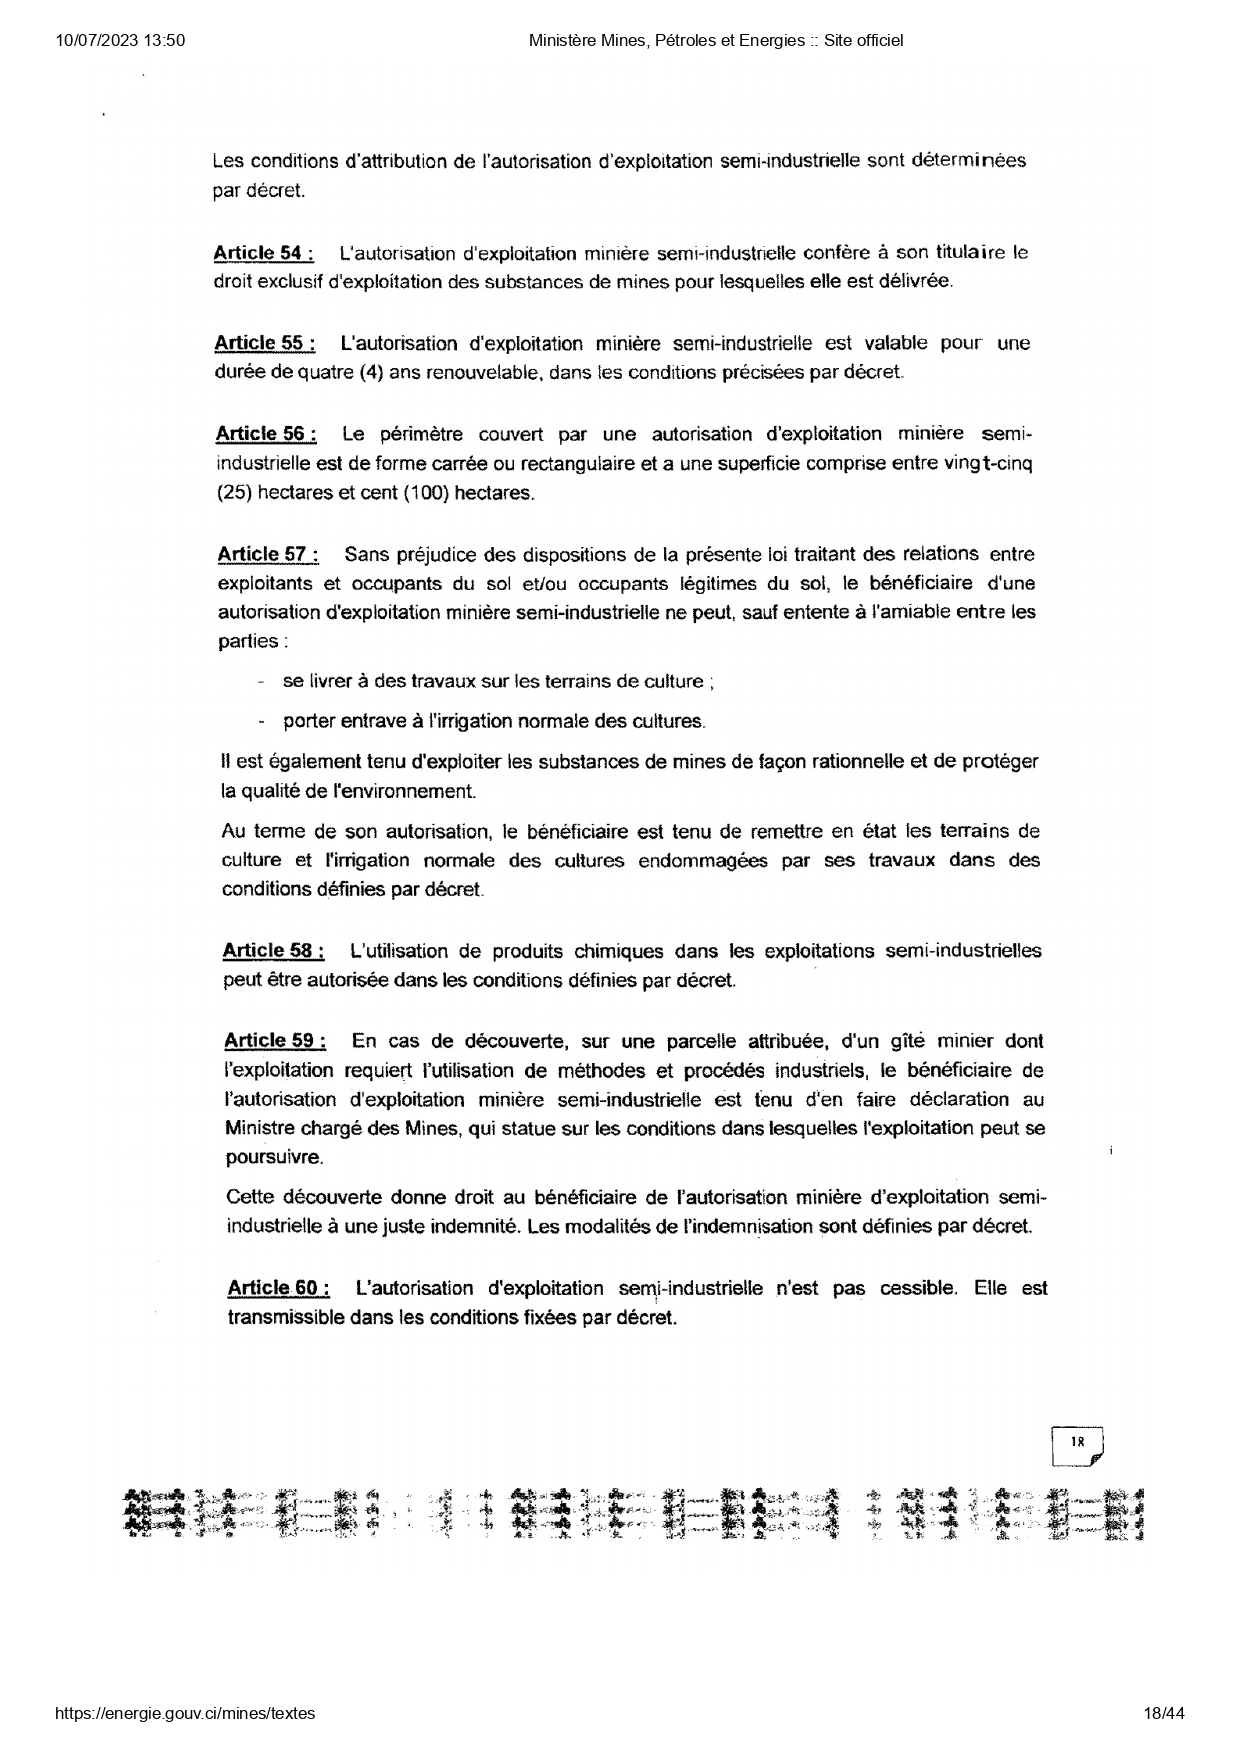 10/07/2023 13:50
Ministère Mines, Pétroles et Energies :: Site officiel
Les conditions d'attribution de l'autorisation d'exploitation semi-industrielle sont déterminées
par décret.
Article 54 : L'autorisation d'exploitation minière semi-industrielle confère à son titulaire le
droit exclusif d'exploitation des substances de mines pour lesquelles elle est délivrée.
Article 55 : L'autorisation d'exploitation minière semi-industrielle est valable pour une
durée de quatre (4) ans renouvelable, dans les conditions précisées par décret.
Article 56 : Le périmètre couvert par une autorisation d'exploitation minière semi-
industrielle est de forme carrée ou rectangulaire et a une superficie comprise entre vingt-cinq
(25) hectares et cent (100) hectares.
Article 57 : Sans préjudice des dispositions de la présente loi traitant des relations entre
exploitants et occupants du sol et/ou occupants légitimes du sol, le bénéficiaire d'une
autorisation d'exploitation minière semi-industrielle ne peut, sauf entente à l'amiable entre les
parties :
- se livrer à des travaux sur les terrains de culture ;
- porter entrave à l'irrigation normale des cultures.
Il est également tenu d'exploiter les substances de mines de façon rationnelle et de protéger
la qualité de l'environnement.
Au terme de son autorisation, le bénéficiaire est tenu de remettre en état les terrains de
culture et l'irrigation normale des cultures endommagées par ses travaux dans des
conditions définies par décret.
Article 58 : L'utilisation de produits chimiques dans les exploitations semi-industrielles
peut être autorisée dans les conditions définies par décret.
Article 59 : En cas de découverte, sur une parcelle attribuée, d'un gîte minier dont
l'exploitation requiert l'utilisation de méthodes et procédés industriels, le bénéficiaire de
l'autorisation d'exploitation minière semi-industrielle est tenu d'en faire déclaration au
Ministre chargé des Mines, qui statue sur les conditions dans lesquelles l'exploitation peut se
poursuivre.
Cette découverte donne droit au bénéficiaire de l'autorisation minière d'exploitation semi-
industrielle à une juste indemnité. Les modalités de l'indemnisation sont définies par décret.
Article 60 : L'autorisation d'exploitation semi-industrielle n'est pas cessible. Elle est
transmissible dans les conditions fixées par décret.
18
https://energie.gouv.ci/mines/textes
18/44